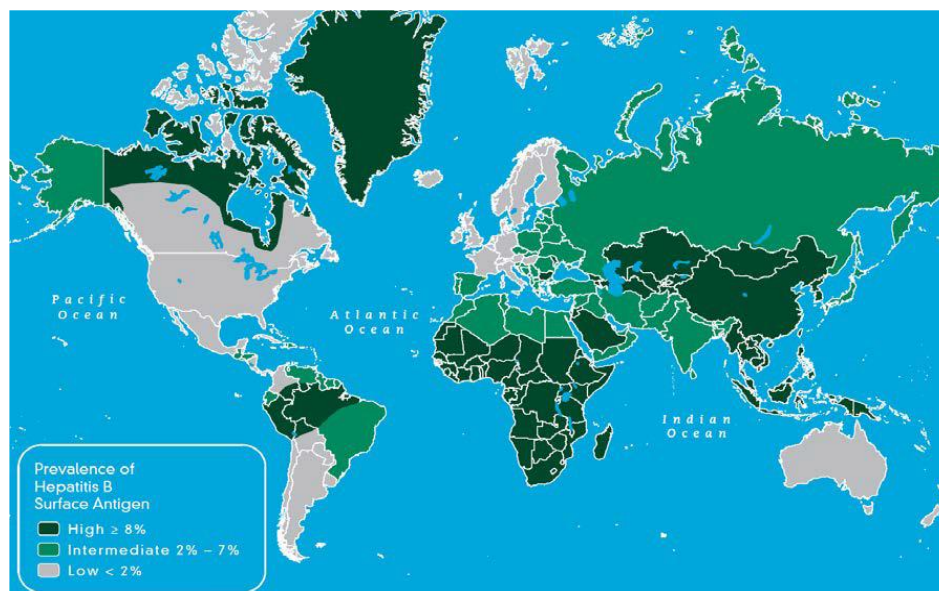 Pacific
Ocean
Atlantic
Ocean
Indian
Ocean
Prevalence of
Hepatitis B
Surface Antigen
High ≥ 8%
Intermediate 2% – 7%
Low < 2%